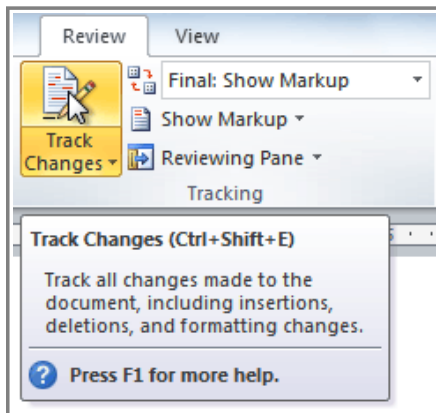 Review View
Final: Show Markup
Show Markup
Track
Changes
Reviewing Pane
Tracking
Track Changes (Ctrl+Shift+E)
Track all changes made to the
document, including insertions,
deletions, and formatting changes.
Press F1 for more help.